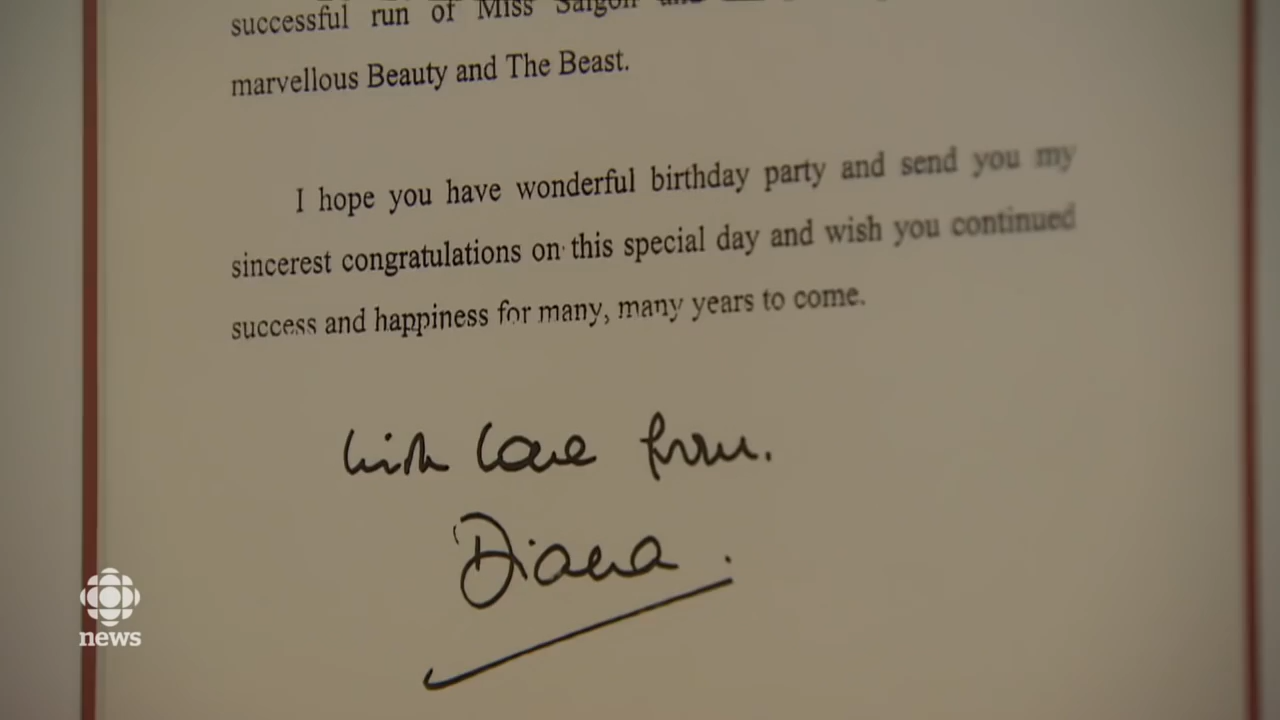 successful run of Miss Saigon and
marvellous Beauty and The Beast.
I hope you have wonderful birthday party and send you my
sincerest congratulations on this special day and wish you continued
success and happiness for many, many years to come.
with love from.
Diana.
news